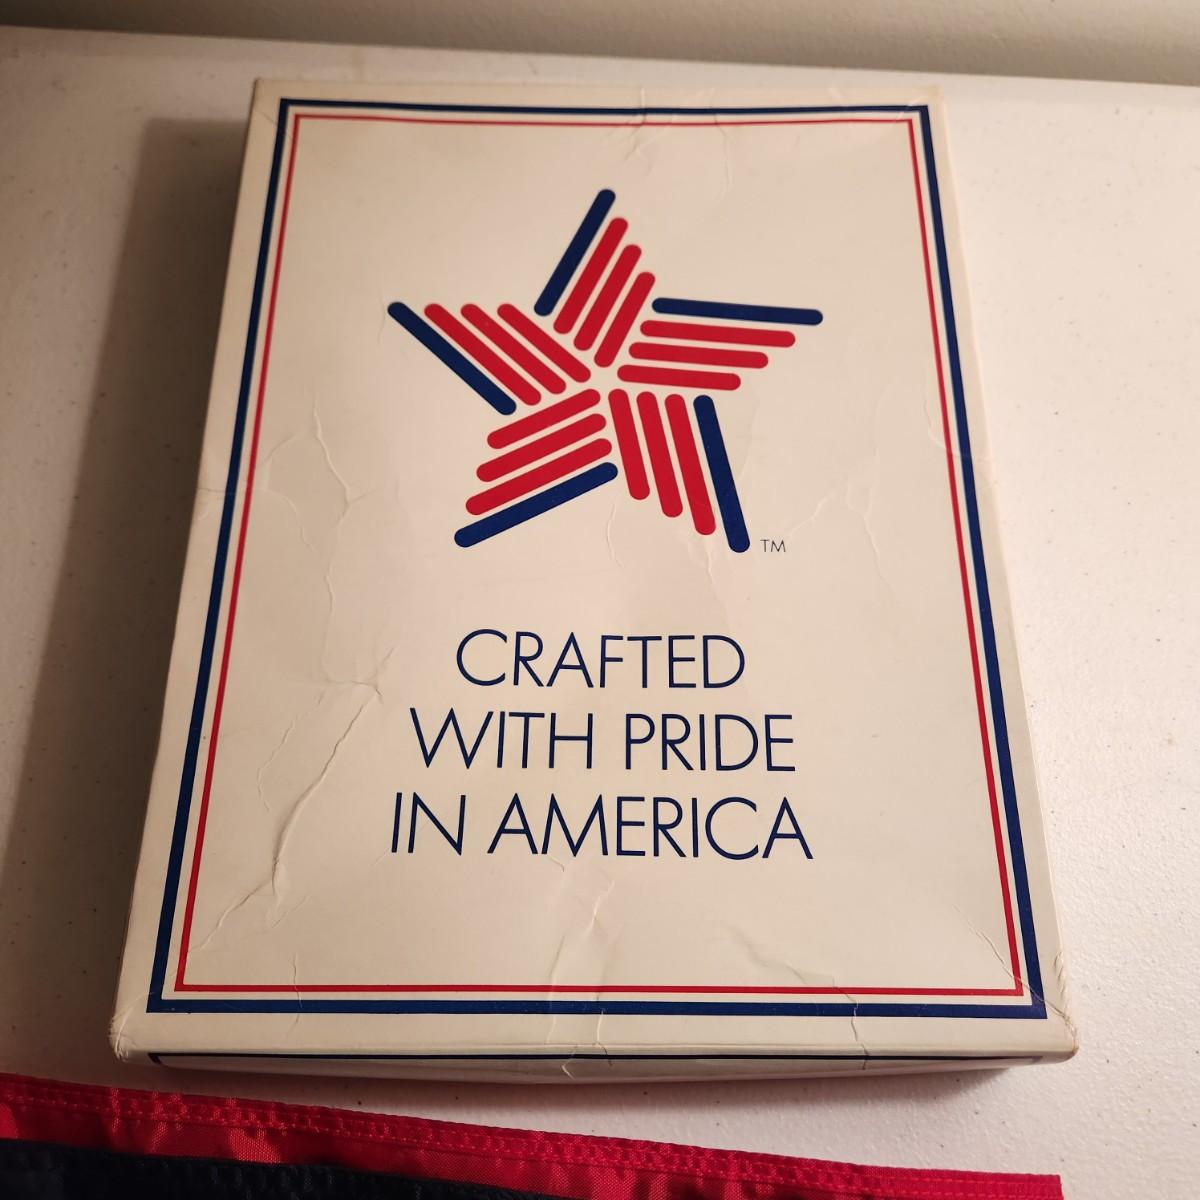 TM
CRAFTED
WITH PRIDE
IN AMERICA